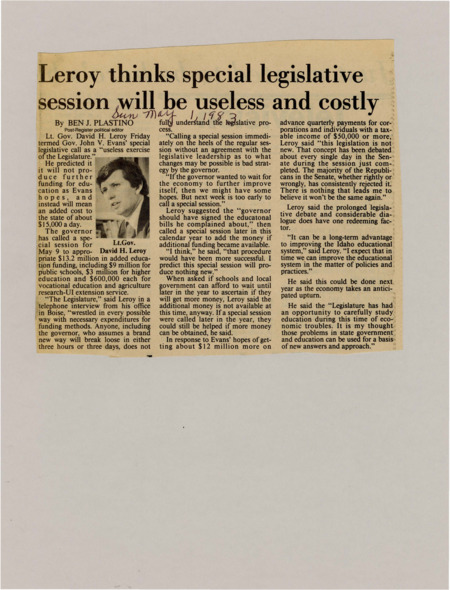 Leroy thinks special legislative
session will be useless and costly
Sun May 1, 1983
By BEN J. PLASTINO
Post-Register political editor
Lt. Gov. David H. Leroy Friday
termed Gov. John V. Evans' special
legislative call as a "useless exercise
of the Legislature."
He predicted it
it will not pro-
duce further
funding for edu-
cation as Evans
hopes, and
instead will mean
an added cost to
the state of about
$15,000 a day.
The governor
has called a spe-
cial session for
May 9 to appro-
priate $13.2 million in added educa-
tion funding, including $9 million for
public schools, $3 million for higher
education and $600,000 each for
vocational education and agriculture
research-UI extension service.
"The Legislature," said Leroy in a
telephone interview from his office
in Boise, "wrestled in every possible
way with necessary expenditures for
funding methods. Anyone, including
the governor, who assumes a brand
new way will break loose in either
three hours or three days, does not
Lt.Gov.
David H. Leroy
fully understand the legislative pro-
cess.
"Calling a special session immedi-
ately on the heels of the regular ses-
sion without an agreement with the
legislative leadership as to what
changes may be possible is bad strat-
egy by the governor.
"If the governor wanted to wait for
the economy to further improve
itself, then we might have some
hopes. But next week is too early to
call a special session."
Leroy suggested the "governor
should have signed the educational
bills he complained about," then
called a special session later in this
calendar year to add the money if
additional funding became available.
"I think," he said, "that procedure
would have been more successful. I
predict this special session will pro-
duce nothing new."
When asked if schools and local
government can afford to wait until
later in the year to ascertain if they
will get more money, Leroy said the
additional money is not available at
this time, anyway. If a special session
were called later in the year, they
could still be helped if more money
can be obtained, he said.
In response to Evans' hopes of get-
ting about $12 million more on
advance quarterly payments for cor-
porations and individuals with a tax-
able income of $50,000 or more,
Leroy said "this legislation is not
new. That concept has been debated
about every single day in the Sen-
ate during the session just com-
pleted. The majority of the Republi-
cans in the Senate, whether rightly or
wrongly, has consistently rejected it.
There is nothing that leads me to
believe it won't be the same again."
Leroy said the prolonged legisla-
tive debate and considerable dia-
logue does have one redeeming fac-
tor.
"It can be a long-term advantage
to improving the Idaho educational
system," said Leroy. "I expect that in
time we can improve the educational
system in the matter of policies and
practices."
He said this could be done next
year as the economy takes an antici-
pated upturn.
He said the "Legislature has had
an opportunity to carefully study
education during this time of eco-
nomic troubles. It is my thought
those problems in state government
and education can be used for a basis
of new answers and approach."